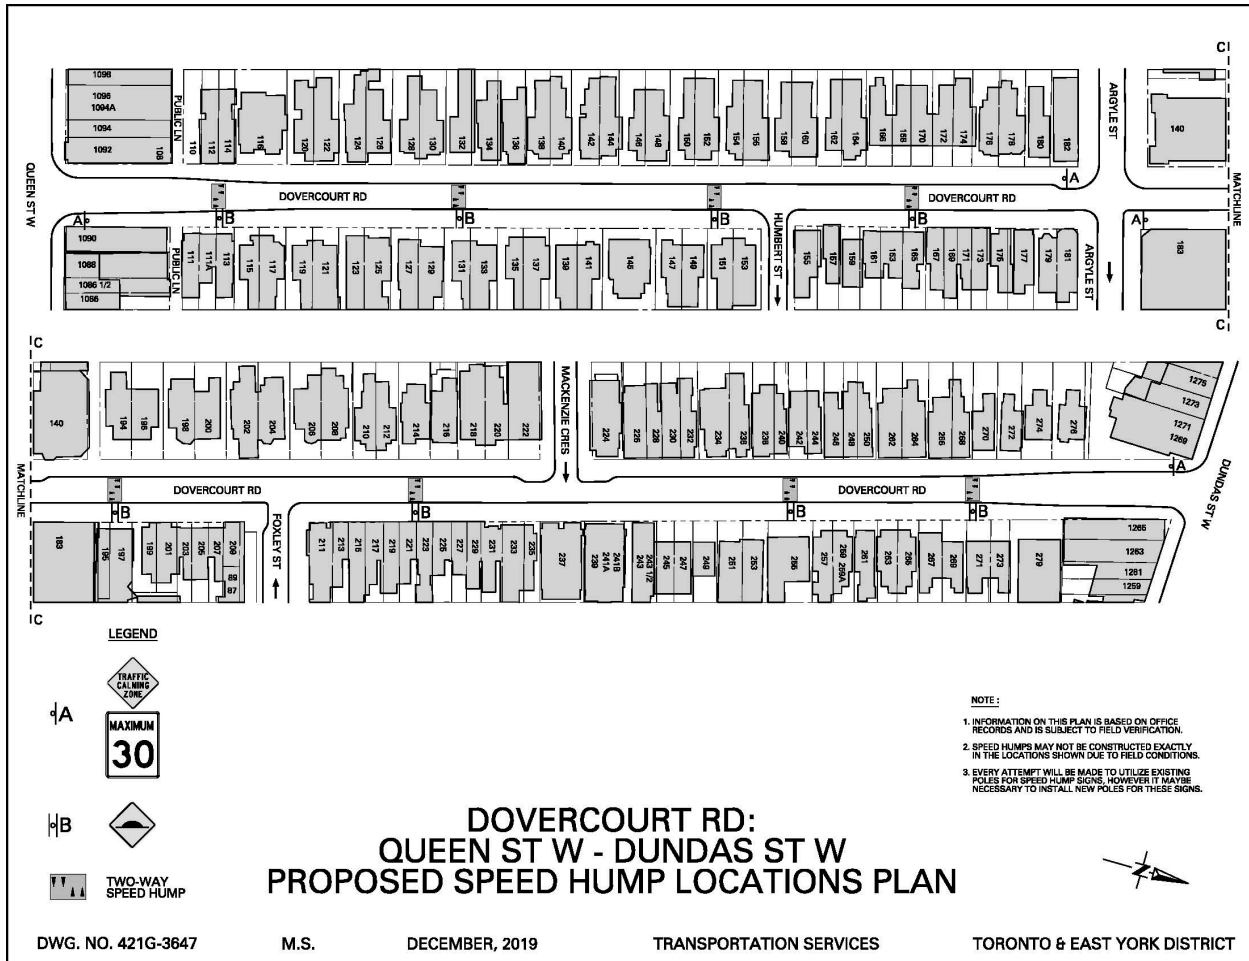 C
1098
1096
1094A
1094
1092
108
PUBLIC LN
110
112
114
116
120
122
124
126
128
130
132
134
136
138
140
142
144
146
148
150
152
154
156
158
160
162
164
166
168
170
172
174
176
178
180
182
ARGYLE ST
140
QUEEN ST W
MATCHLINE
A
DOVERCOURT RD
DOVERCOURT RD
A
B
B
B
B
A
1090
1088
1086 1/2
1086
PUBLIC LN
111
111A
113
115
117
119
121
123
125
127
129
131
133
135
137
139
141
145
147
149
151
153
HUMBERT ST
155
157
159
161
153
165
167
169
171
173
175
177
179
181
ARGYLE ST
183
C
C
140
194
196
198
200
202
204
206
208
210
212
214
216
218
220
222
MACKENZIE CRES
224
226
228
230
232
234
236
238
240
242
244
246
248
250
262
264
266
268
270
272
274
276
1275
1273
1271
1269
A
DUNDAS ST W
MATCHLINE
DOVERCOURT RD
DOVERCOURT RD
B
B
B
B
183
195
197
199
201
203
205
207
209
89
87
FOXLEY ST
211
213
215
217
219
221
223
225
227
229
231
233
235
237
239
241A
241B
243
243 1/2
245
247
249
251
253
255
257
259
259A
261
263
265
267
269
271
273
279
1265
1263
1261
1259
C
LEGEND
A
TRAFFIC
CALMING
ZONE
MAXIMUM
30
B
TWO-WAY
SPEED HUMP
NOTE :
1. INFORMATION ON THIS PLAN IS BASED ON OFFICE
RECORDS AND IS SUBJECT TO FIELD VERIFICATION.
2. SPEED HUMPS MAY NOT BE CONSTRUCTED EXACTLY
IN THE LOCATIONS SHOWN DUE TO FIELD CONDITIONS.
3. EVERY ATTEMPT WILL BE MADE TO UTILIZE EXISTING
POLES FOR SPEED HUMP SIGNS, HOWEVER IT MAYBE
NECESSARY TO INSTALL NEW POLES FOR THESE SIGNS.
DOVERCOURT RD:
QUEEN ST W - DUNDAS ST W
PROPOSED SPEED HUMP LOCATIONS PLAN
N
DWG. NO. 421G-3647
M.S.
DECEMBER, 2019
TRANSPORTATION SERVICES
TORONTO & EAST YORK DISTRICT